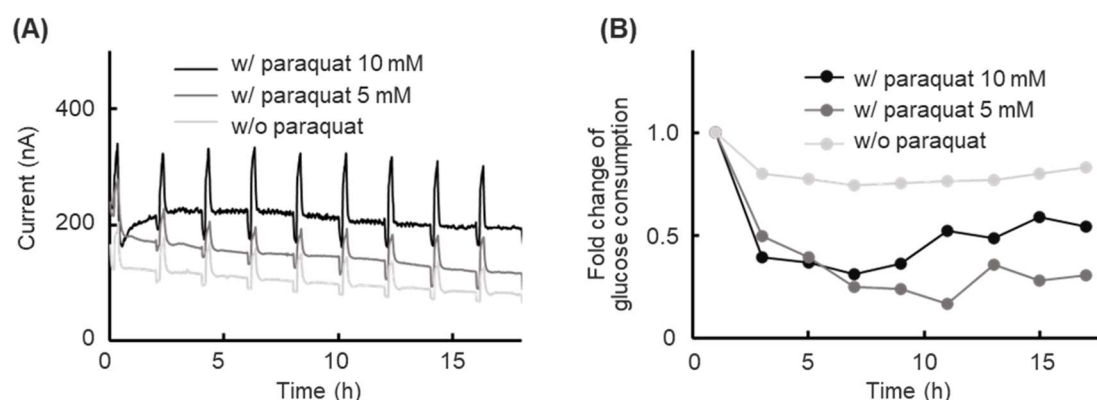 (A)
w/ paraquat 10 mM
w/ paraquat 5 mM
w/o paraquat
Current (nA)
400
200
0
0
5
10
15
Time (h)
(B)
w/ paraquat 10 mM
w/ paraquat 5 mM
w/o paraquat
Fold change of
glucose consumption
1.0
0.5
0
0
5
10
15
Time (h)